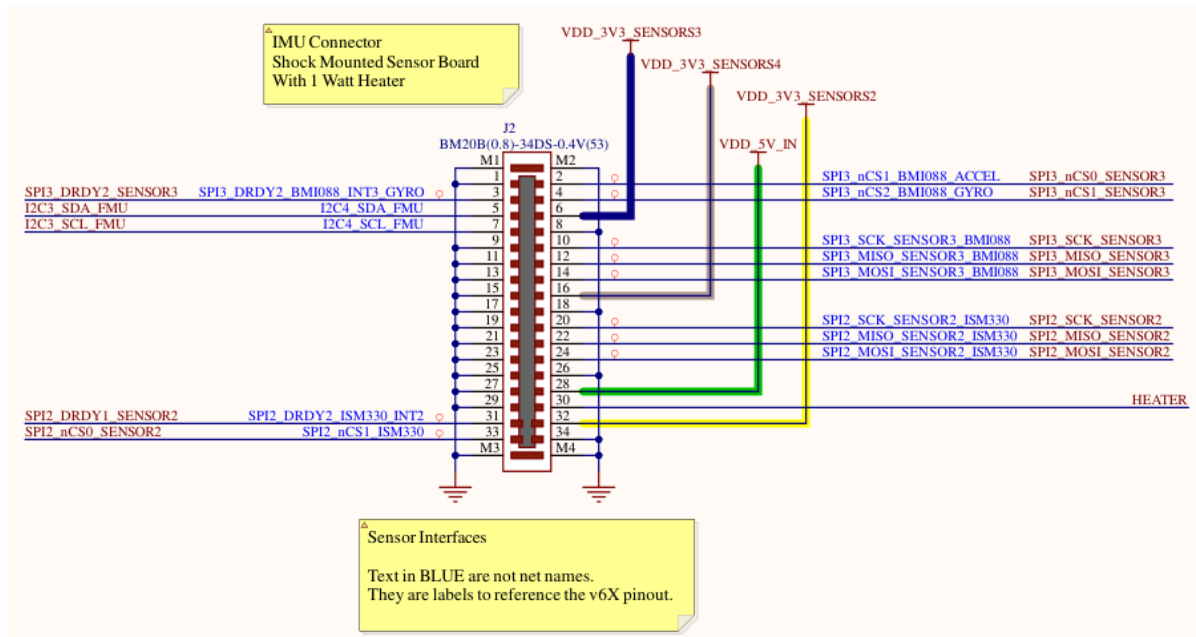 IMU Connector
Shock Mounted Sensor Board
With 1 Watt Heater
VDD_3V3_SENSORS3
VDD_3V3_SENSORS4
VDD_3V3_SENSORS2
VDD_5V_IN
J2
BM20B(0.8)-34DS-0.4V(53)
M1 M2
1 2 SPI3_nCS1_BMI088_ACCEL SPI3_nCS0_SENSOR3
SPI3_DRDY2_SENSOR3 SPI3_DRDY2_BMI088_INT3_GYRO 3 4 SPI3_nCS2_BMI088_GYRO SPI3_nCS1_SENSOR3
I2C3_SDA_FMU I2C4_SDA_FMU 5 6
I2C3_SCL_FMU I2C4_SCL_FMU 7 8
9 10 SPI3_SCK_SENSOR3_BMI088 SPI3_SCK_SENSOR3
11 12 SPI3_MISO_SENSOR3_BMI088 SPI3_MISO_SENSOR3
13 14 SPI3_MOSI_SENSOR3_BMI088 SPI3_MOSI_SENSOR3
15 16
17 18
19 20 SPI2_SCK_SENSOR2_ISM330 SPI2_SCK_SENSOR2
21 22 SPI2_MISO_SENSOR2_ISM330 SPI2_MISO_SENSOR2
23 24 SPI2_MOSI_SENSOR2_ISM330 SPI2_MOSI_SENSOR2
25 26
27 28
29 30 HEATER
SPI2_DRDY1_SENSOR2 SPI2_DRDY2_ISM330_INT2 31 32
SPI2_nCS0_SENSOR2 SPI2_nCS1_ISM330 33 34
M3 M4
Sensor Interfaces
Text in BLUE are not net names.
They are labels to reference the v6X pinout.